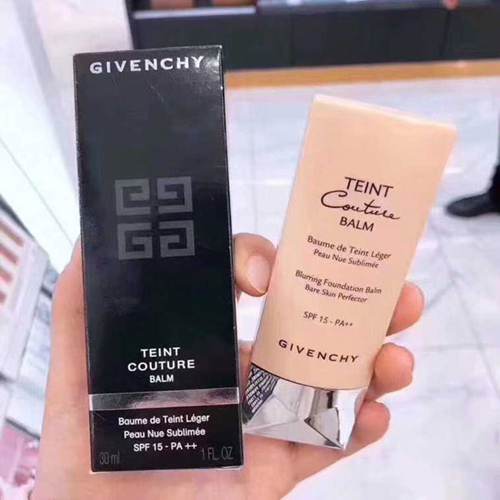 GIVENCHY
TEINT
COUTURE
BALM
Baume de Teint Léger
Peau Nue Sublimée
SPF 15 - PA ++
30 ml 1 FL. OZ
TEINT
Couture
BALM
Baume de Teint Léger
Peau Nue Sublimée
Blurring Foundation Balm
Bare Skin Perfector
SPF 15 - PA++
GIVENCHY